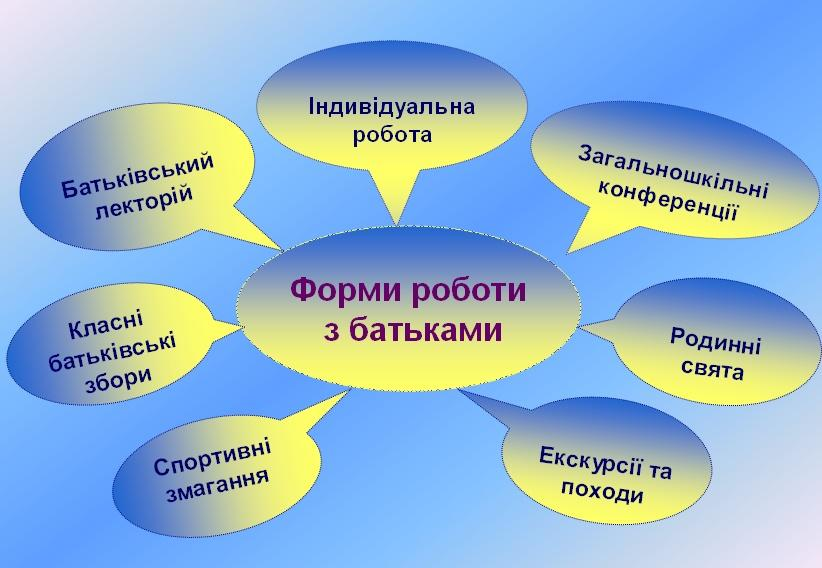 Індивідуальна
робота
Батьківський
лекторій
Загальношкільні
конференції
Форми роботи
з батьками
Класні
батьківські
збори
Родинні
свята
Спортивні
змагання
Екскурсії та
походи